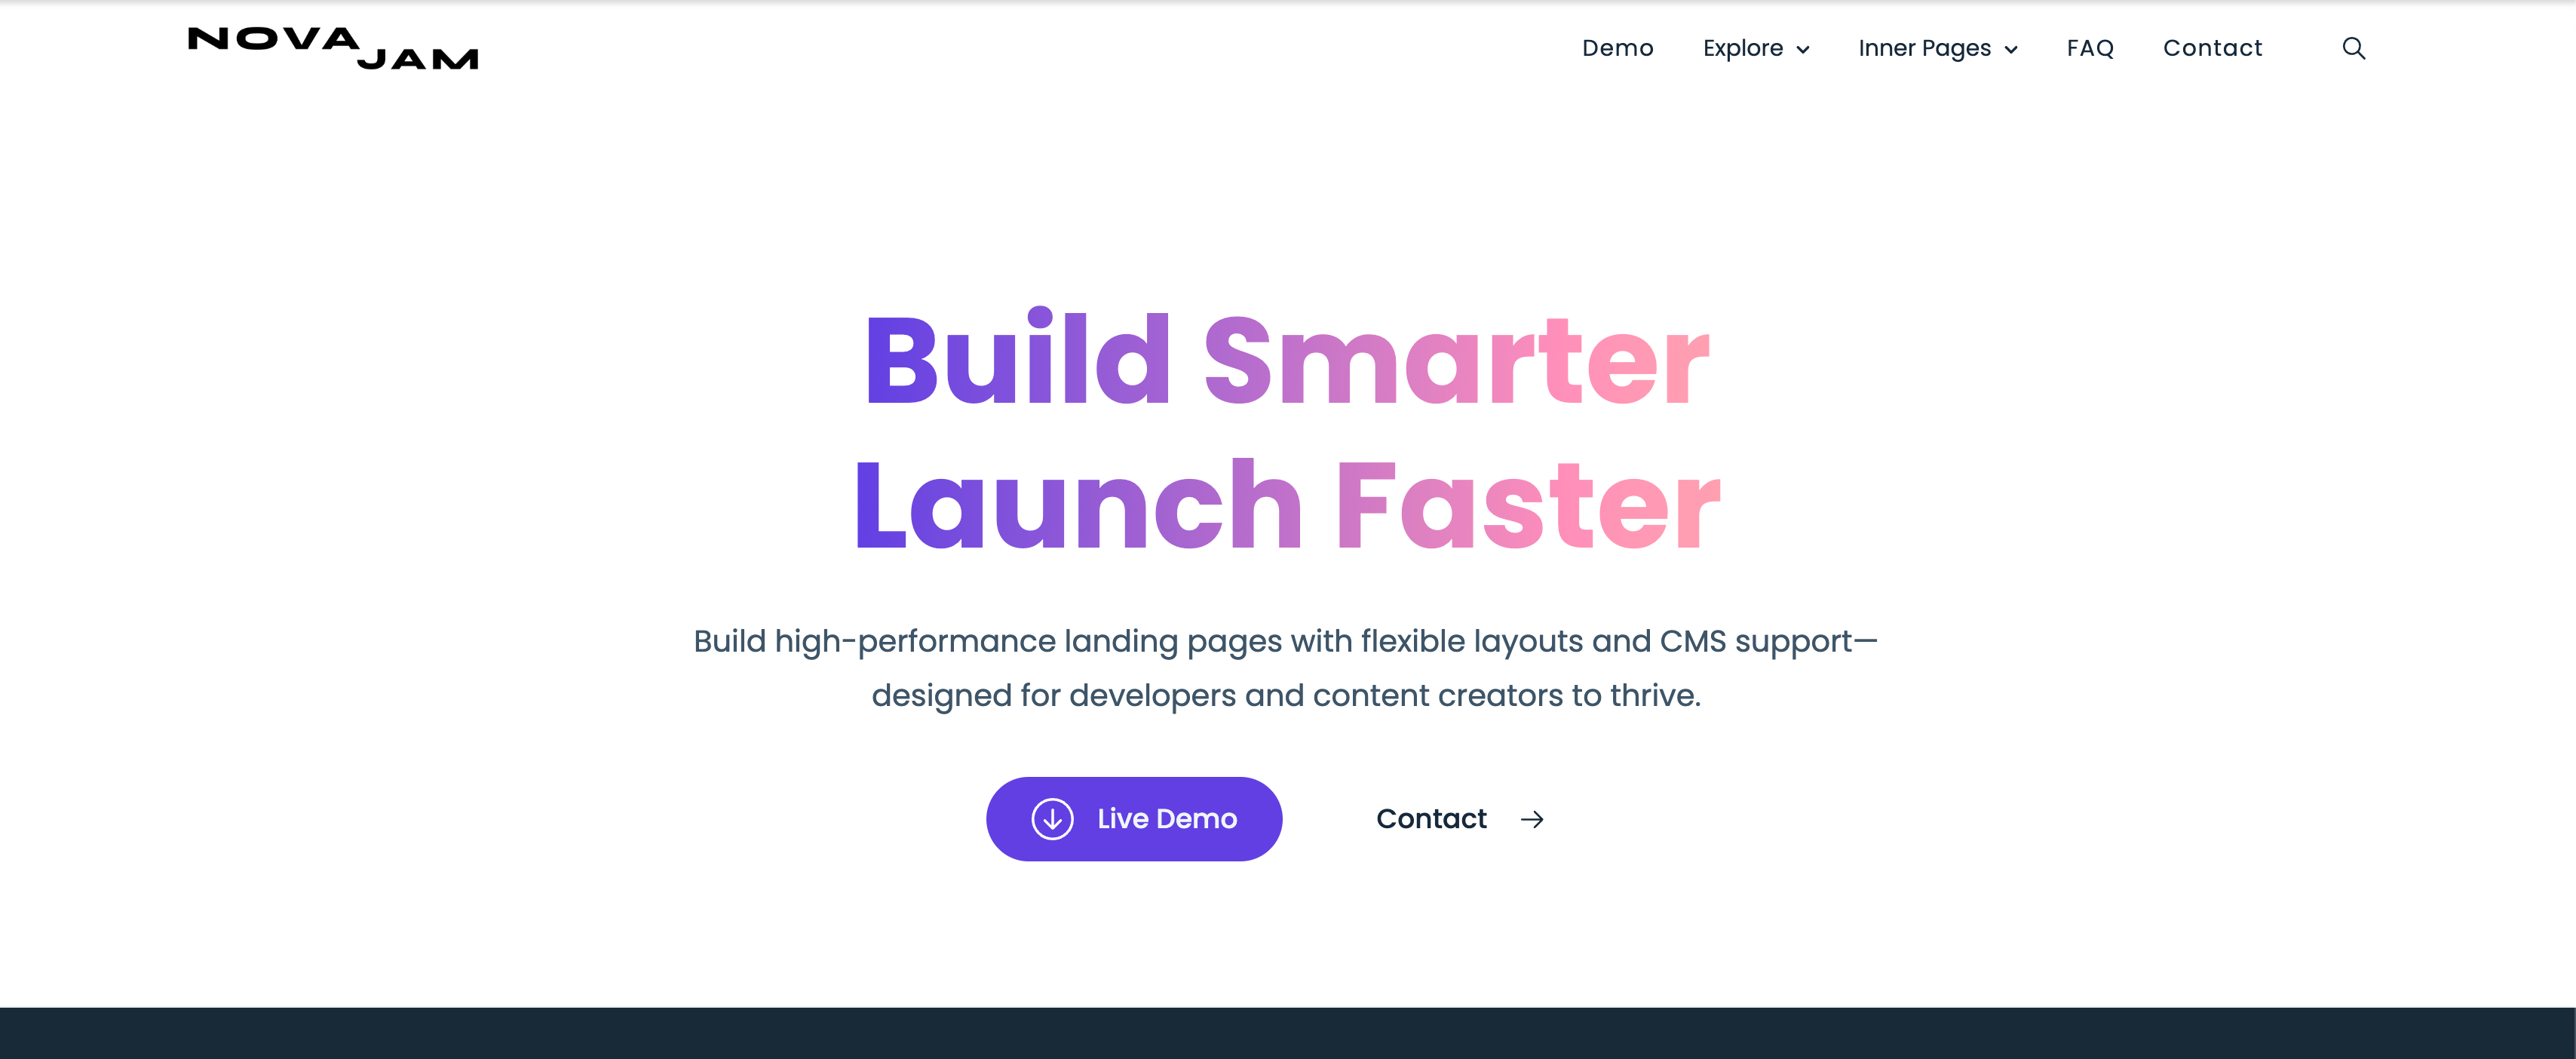 NOVA JAM
Demo Explore Inner Pages FAQ Contact
Build Smarter
Launch Faster
Build high-performance landing pages with flexible layouts and CMS support—
designed for developers and content creators to thrive.
Live Demo Contact